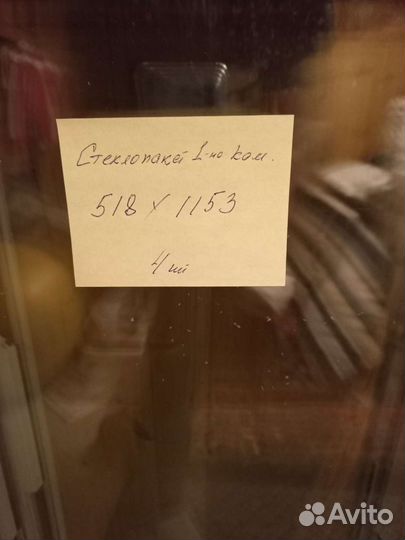 Стеклопакет 1-но кам.
518 х 1153
4 шт
Avito